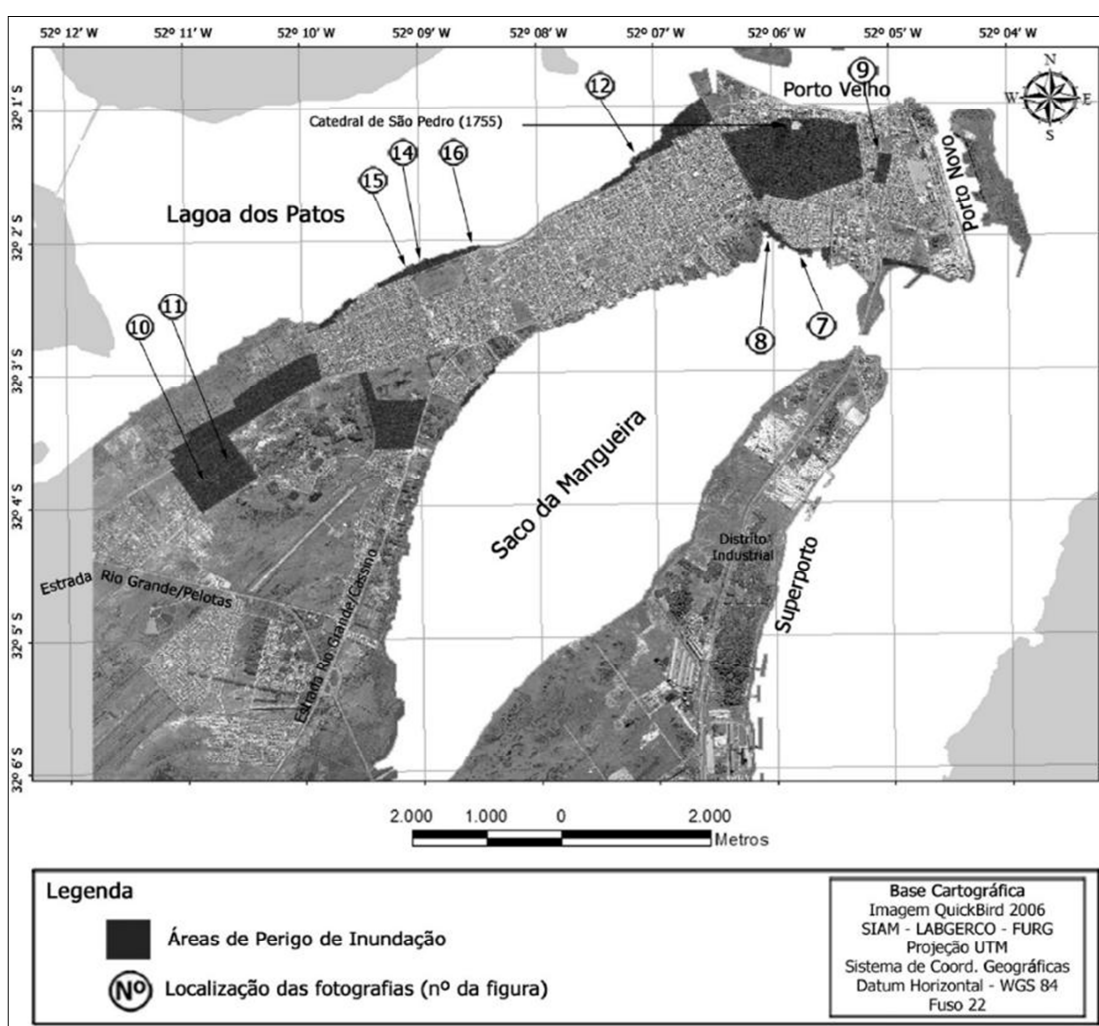 52º 12' W 52º 11' W 52º 10' W 52º 09' W 52º 08' W 52º 07' W 52º 06' W 52º 05' W 52º 04' W
32º 1' S
32º 2' S
32º 3' S
32º 4' S
32º 5' S
32º 6' S
N
W E
S
Porto Velho
9
12
Catedral de São Pedro (1755)
16
14
15
Lagoa dos Patos
Porto Novo
7
8
11
10
Saco da Mangueira
Distrito
Industrial
Superporto
Estrada Rio Grande/Pelotas
Estrada Rio Grande/Cassino
2.000 1.000 0 2.000
Metros
Legenda
Áreas de Perigo de Inundação
Nº Localização das fotografias (nº da figura)
Base Cartográfica
Imagem QuickBird 2006
SIAM - LABGERCO - FURG
Projeção UTM
Sistema de Coord. Geográficas
Datum Horizontal - WGS 84
Fuso 22